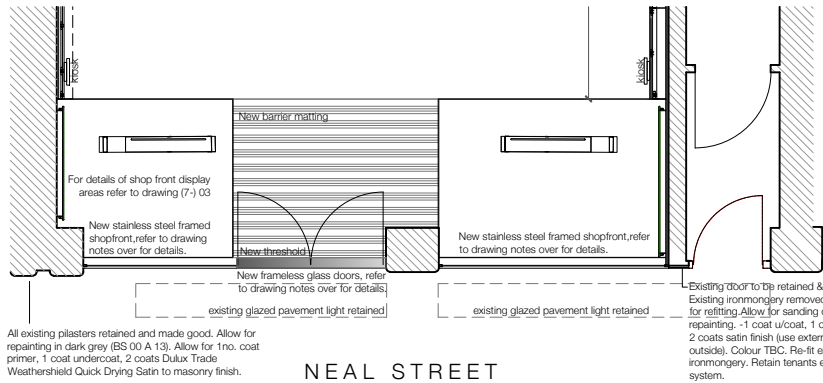 kiosk
kiosk
New barrier matting
For details of shop front display
areas refer to drawing (7-) 03
New stainless steel framed
shopfront,refer to drawing
notes over for details.
New stainless steel framed shopfront,refer
to drawing notes over for details.
New threshold
New frameless glass doors, refer
to drawing notes over for details.
existing glazed pavement light retained
existing glazed pavement light retained
Existing door to be retained &
Existing ironmongery removed
for refitting.Allow for sanding
repainting. -1 coat u/coat, 1
2 coats satin finish (use
outside). Colour TBC. Re-fit
ironmongery. Retain tenants
system.
All existing pilasters retained and made good. Allow for
repainting in dark grey (BS 00 A 13). Allow for 1no. coat
primer, 1 coat undercoat, 2 coats Dulux Trade
Weathershield Quick Drying Satin to masonry finish.
NEAL STREET